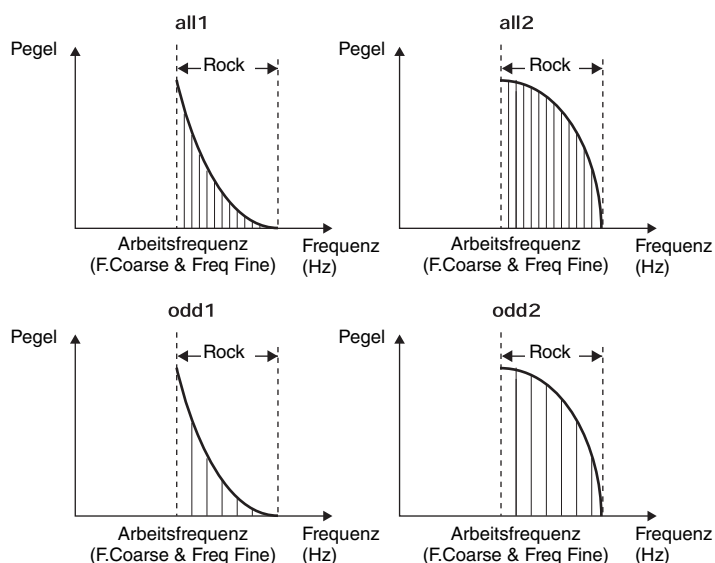 all1
Pegel
Rock
Arbeitsfrequenz
(F.Coarse & Freq Fine)
Frequenz
(Hz)
all2
Pegel
Rock
Arbeitsfrequenz
(F.Coarse & Freq Fine)
Frequenz
(Hz)
odd1
Pegel
Rock
Arbeitsfrequenz
(F.Coarse & Freq Fine)
Frequenz
(Hz)
odd2
Pegel
Rock
Arbeitsfrequenz
(F.Coarse & Freq Fine)
Frequenz
(Hz)